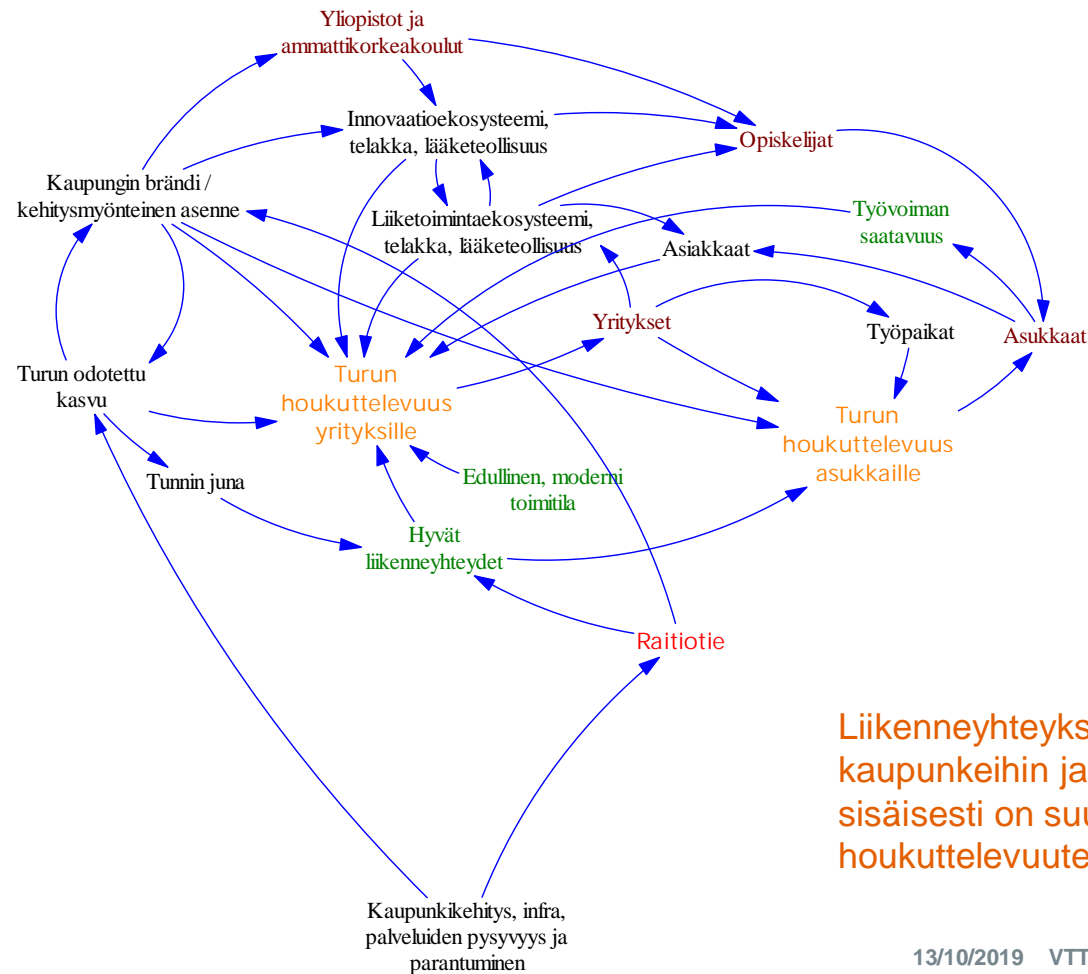 Yliopistot ja
ammattikorkeakoulut
Innovaatioekosysteemi,
telakka, lääketeollisuus
Opiskelijat
Kaupungin brändi /
kehitysmyönteinen asenne
Liiketoimintaekosysteemi,
telakka, lääketeollisuus
Asiakkaat
Työvoiman
saatavuus
Yritykset
Työpaikat
Asukkaat
Turun odotettu
kasvu
Turun
houkuttelevuus
yrityksille
Turun
houkuttelevuus
asukkaille
Tunnin juna
Edullinen, moderni
toimitila
Hyvät
liikenneyhteydet
Raitiotie
Liikenneyhteyks
kaupunkeihin ja
sisäisesti on suu
houkuttelevuute
Kaupunkikehitys, infra,
palveluiden pysyvyys ja
parantuminen
13/10/2019 VTT